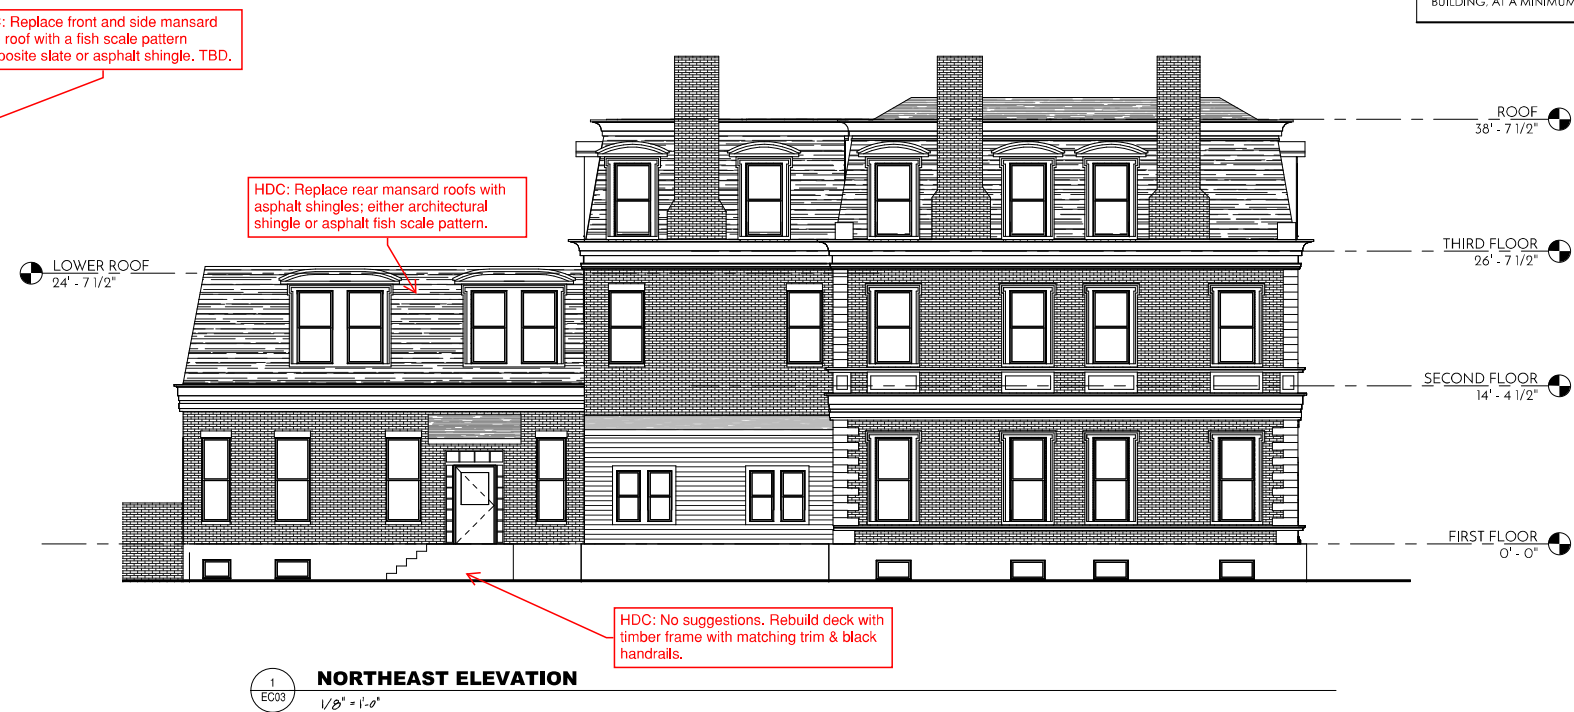 BUILDING, AT A MINIMUM
: Replace front and side mansard
roof with a fish scale pattern
posite slate or asphalt shingle. TBD.
ROOF
38' - 7 1/2"
HDC: Replace rear mansard roofs with
asphalt shingles; either architectural
shingle or asphalt fish scale pattern.
THIRD FLOOR
26' - 7 1/2"
LOWER ROOF
24' - 7 1/2"
SECOND FLOOR
14' - 4 1/2"
FIRST FLOOR
0' - 0"
HDC: No suggestions. Rebuild deck with
timber frame with matching trim & black
handrails.
1
EC03
NORTHEAST ELEVATION
1/8" = 1'-0"